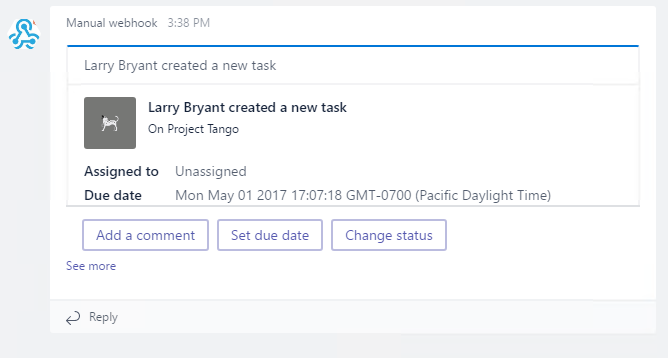 Manual webhook 3:38 PM
Larry Bryant created a new task
Larry Bryant created a new task
On Project Tango
Assigned to Unassigned
Due date Mon May 01 2017 17:07:18 GMT-0700 (Pacific Daylight Time)
Add a comment Set due date Change status
See more
Reply